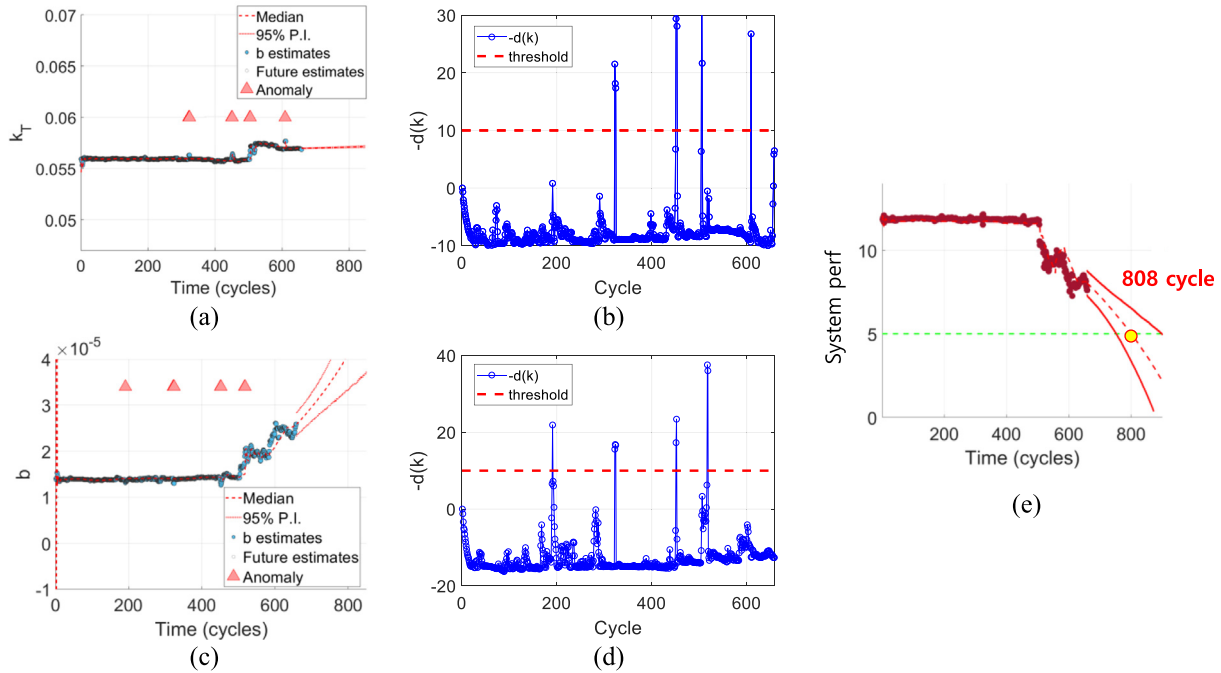 0.07
0.065
0.06
0.055
0.05
k_T
Median
95% P.I.
b estimates
Future estimates
Anomaly
0 200 400 600 800
Time (cycles)
(a)
30
20
10
0
-10
-d(k)
-d(k)
threshold
0 200 400 600
Cycle
(b)
×10⁻⁵
4
3
2
1
0
-1
b
Median
95% P.I.
b estimates
Future estimates
Anomaly
0 200 400 600 800
Time (cycles)
(c)
40
20
0
-20
-d(k)
-d(k)
threshold
0 200 400 600
Cycle
(d)
10
5
0
System perf
808 cycle
200 400 600 800
Time (cycles)
(e)